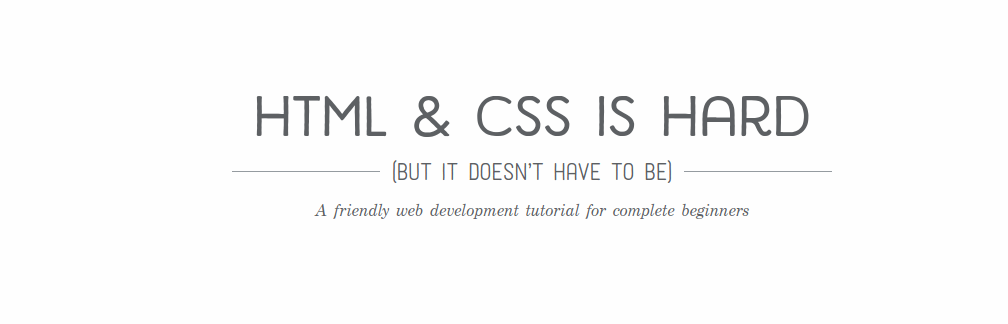 HTML & CSS IS HARD
(BUT IT DOESN'T HAVE TO BE)
A friendly web development tutorial for complete beginners